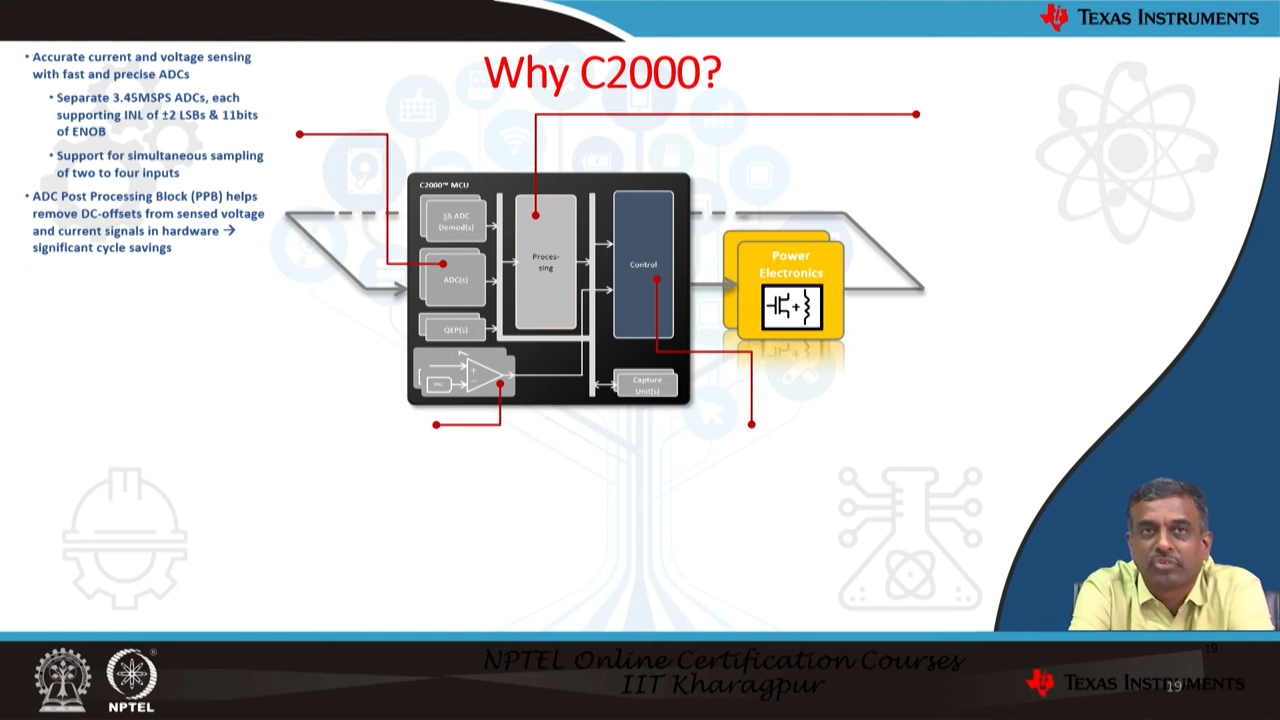 TEXAS INSTRUMENTS
Why C2000?
• Accurate current and voltage sensing
with fast and precise ADCs
• Separate 3.45MSPS ADCs, each
supporting INL of ±2 LSBs & 11bits
of ENOB
• Support for simultaneous sampling
of two to four inputs
• ADC Post Processing Block (PPB) helps
remove DC-offsets from sensed voltage
and current signals in hardware →
significant cycle savings
C2000™ MCU
ΣΔ ADC
Demod(s)
ADC(s)
QEP(s)
DAC
Proces-
sing
Control
Capture
Unit(s)
Power
Electronics
19
NPTEL Online Certification Courses
IIT Kharagpur
NPTEL
®
TEXAS INSTRUMENTS
19